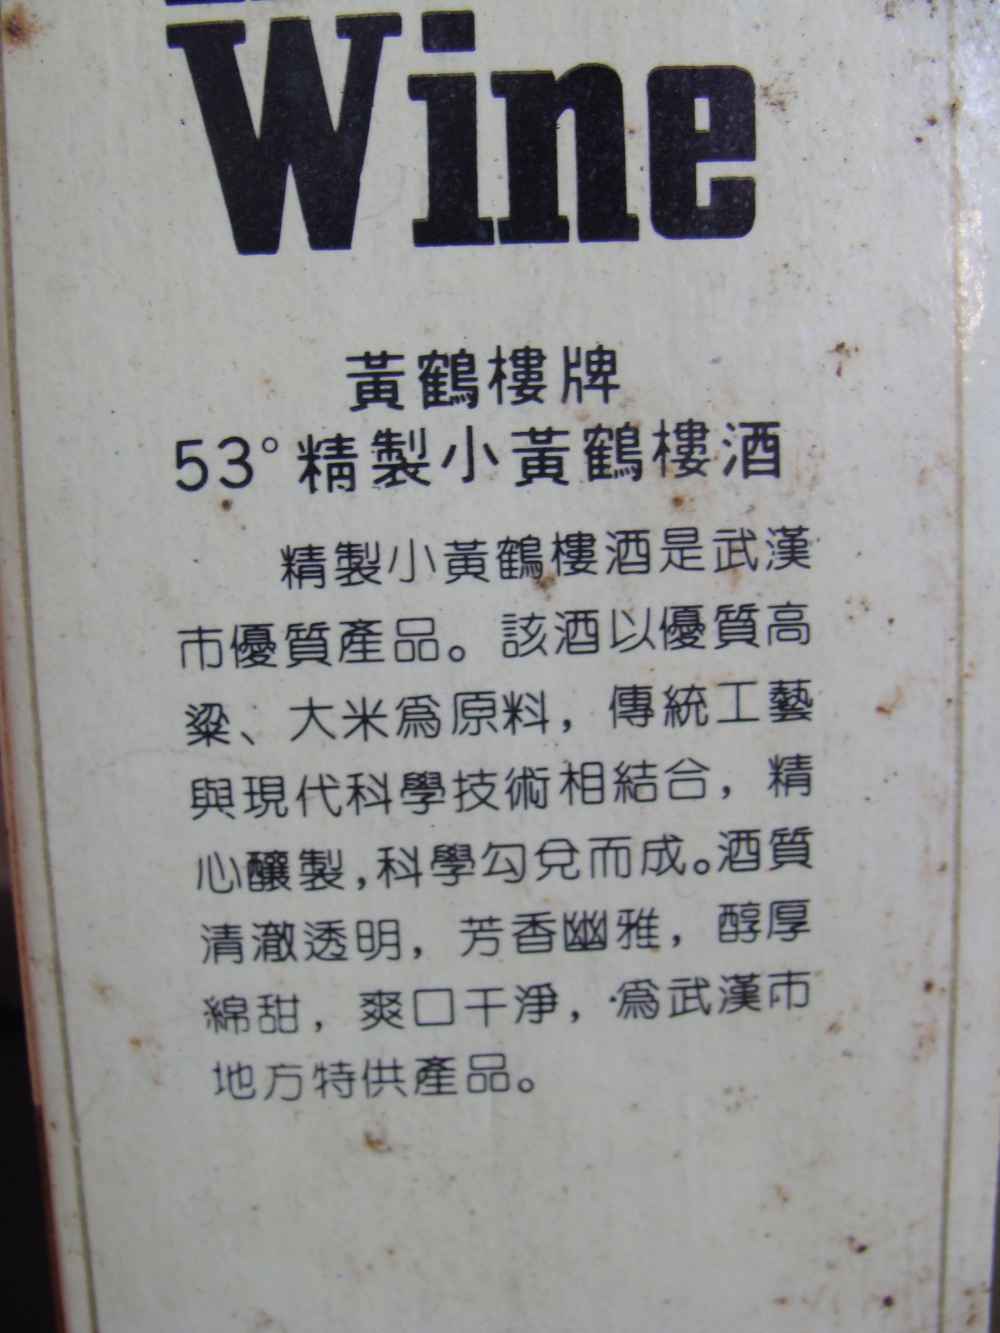 Wine
黃鶴樓牌
53°精製小黃鶴樓酒
精製小黃鶴樓酒是武漢
市優質產品。該酒以優質高
粱、大米爲原料，傳統工藝
與現代科學技術相結合，精
心釀製，科學勾兌而成。酒質
清澈透明，芳香幽雅，醇厚
綿甜，爽口干淨，爲武漢市
地方特供產品。